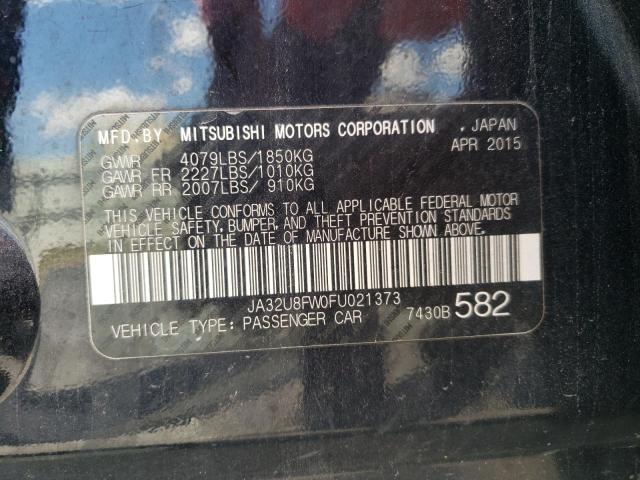 MFD.BY MITSUBISHI MOTORS CORPORATION , JAPAN
GVWR 4079LBS/1850KG APR 2015
GAWR FR 2227LBS/1010KG
GAWR RR 2007LBS/ 910KG
THIS VEHICLE CONFORMS TO ALL APPLICABLE FEDERAL MOTOR
VEHICLE SAFETY, BUMPER, AND THEFT PREVENTION STANDARDS
IN EFFECT ON THE DATE OF MANUFACTURE SHOWN ABOVE.
JA32U8FW0FU021373
VEHICLE TYPE: PASSENGER CAR 7430B 582